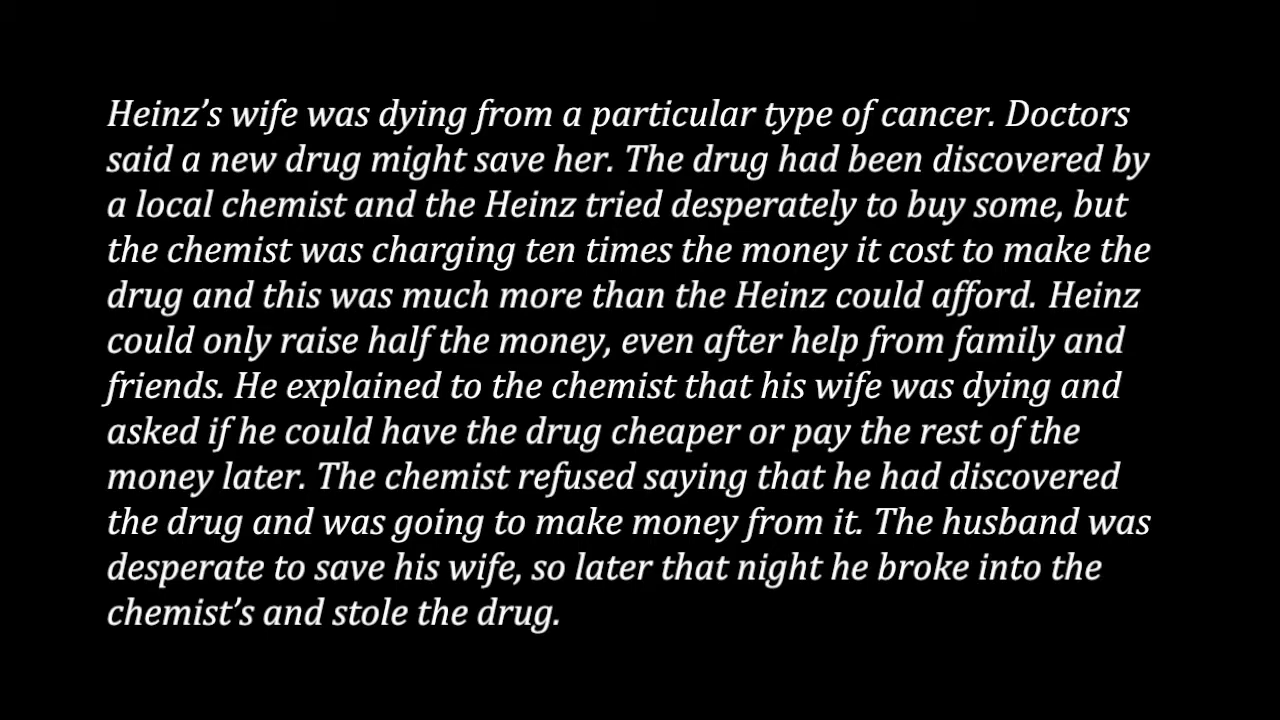 Heinz’s wife was dying from a particular type of cancer. Doctors
said a new drug might save her. The drug had been discovered by
a local chemist and the Heinz tried desperately to buy some, but
the chemist was charging ten times the money it cost to make the
drug and this was much more than the Heinz could afford. Heinz
could only raise half the money, even after help from family and
friends. He explained to the chemist that his wife was dying and
asked if he could have the drug cheaper or pay the rest of the
money later. The chemist refused saying that he had discovered
the drug and was going to make money from it. The husband was
desperate to save his wife, so later that night he broke into the
chemist’s and stole the drug.